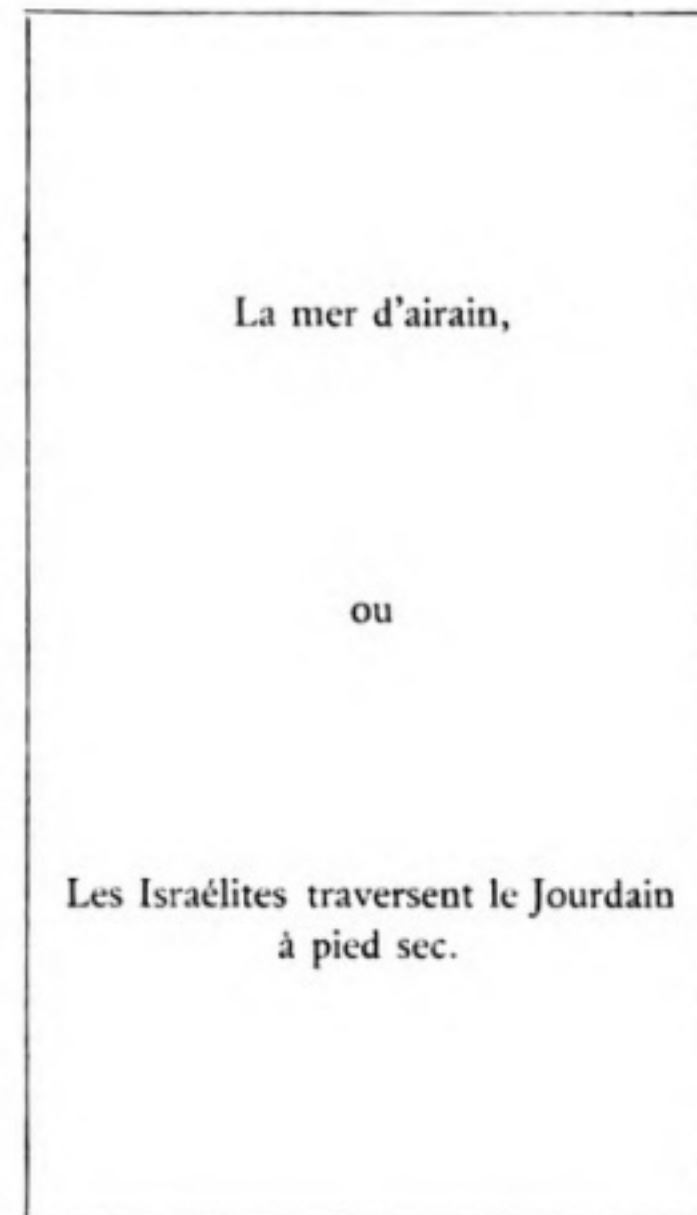 La mer d'airain,
ou
Les Israélites traversent le Jourdain
à pied sec.